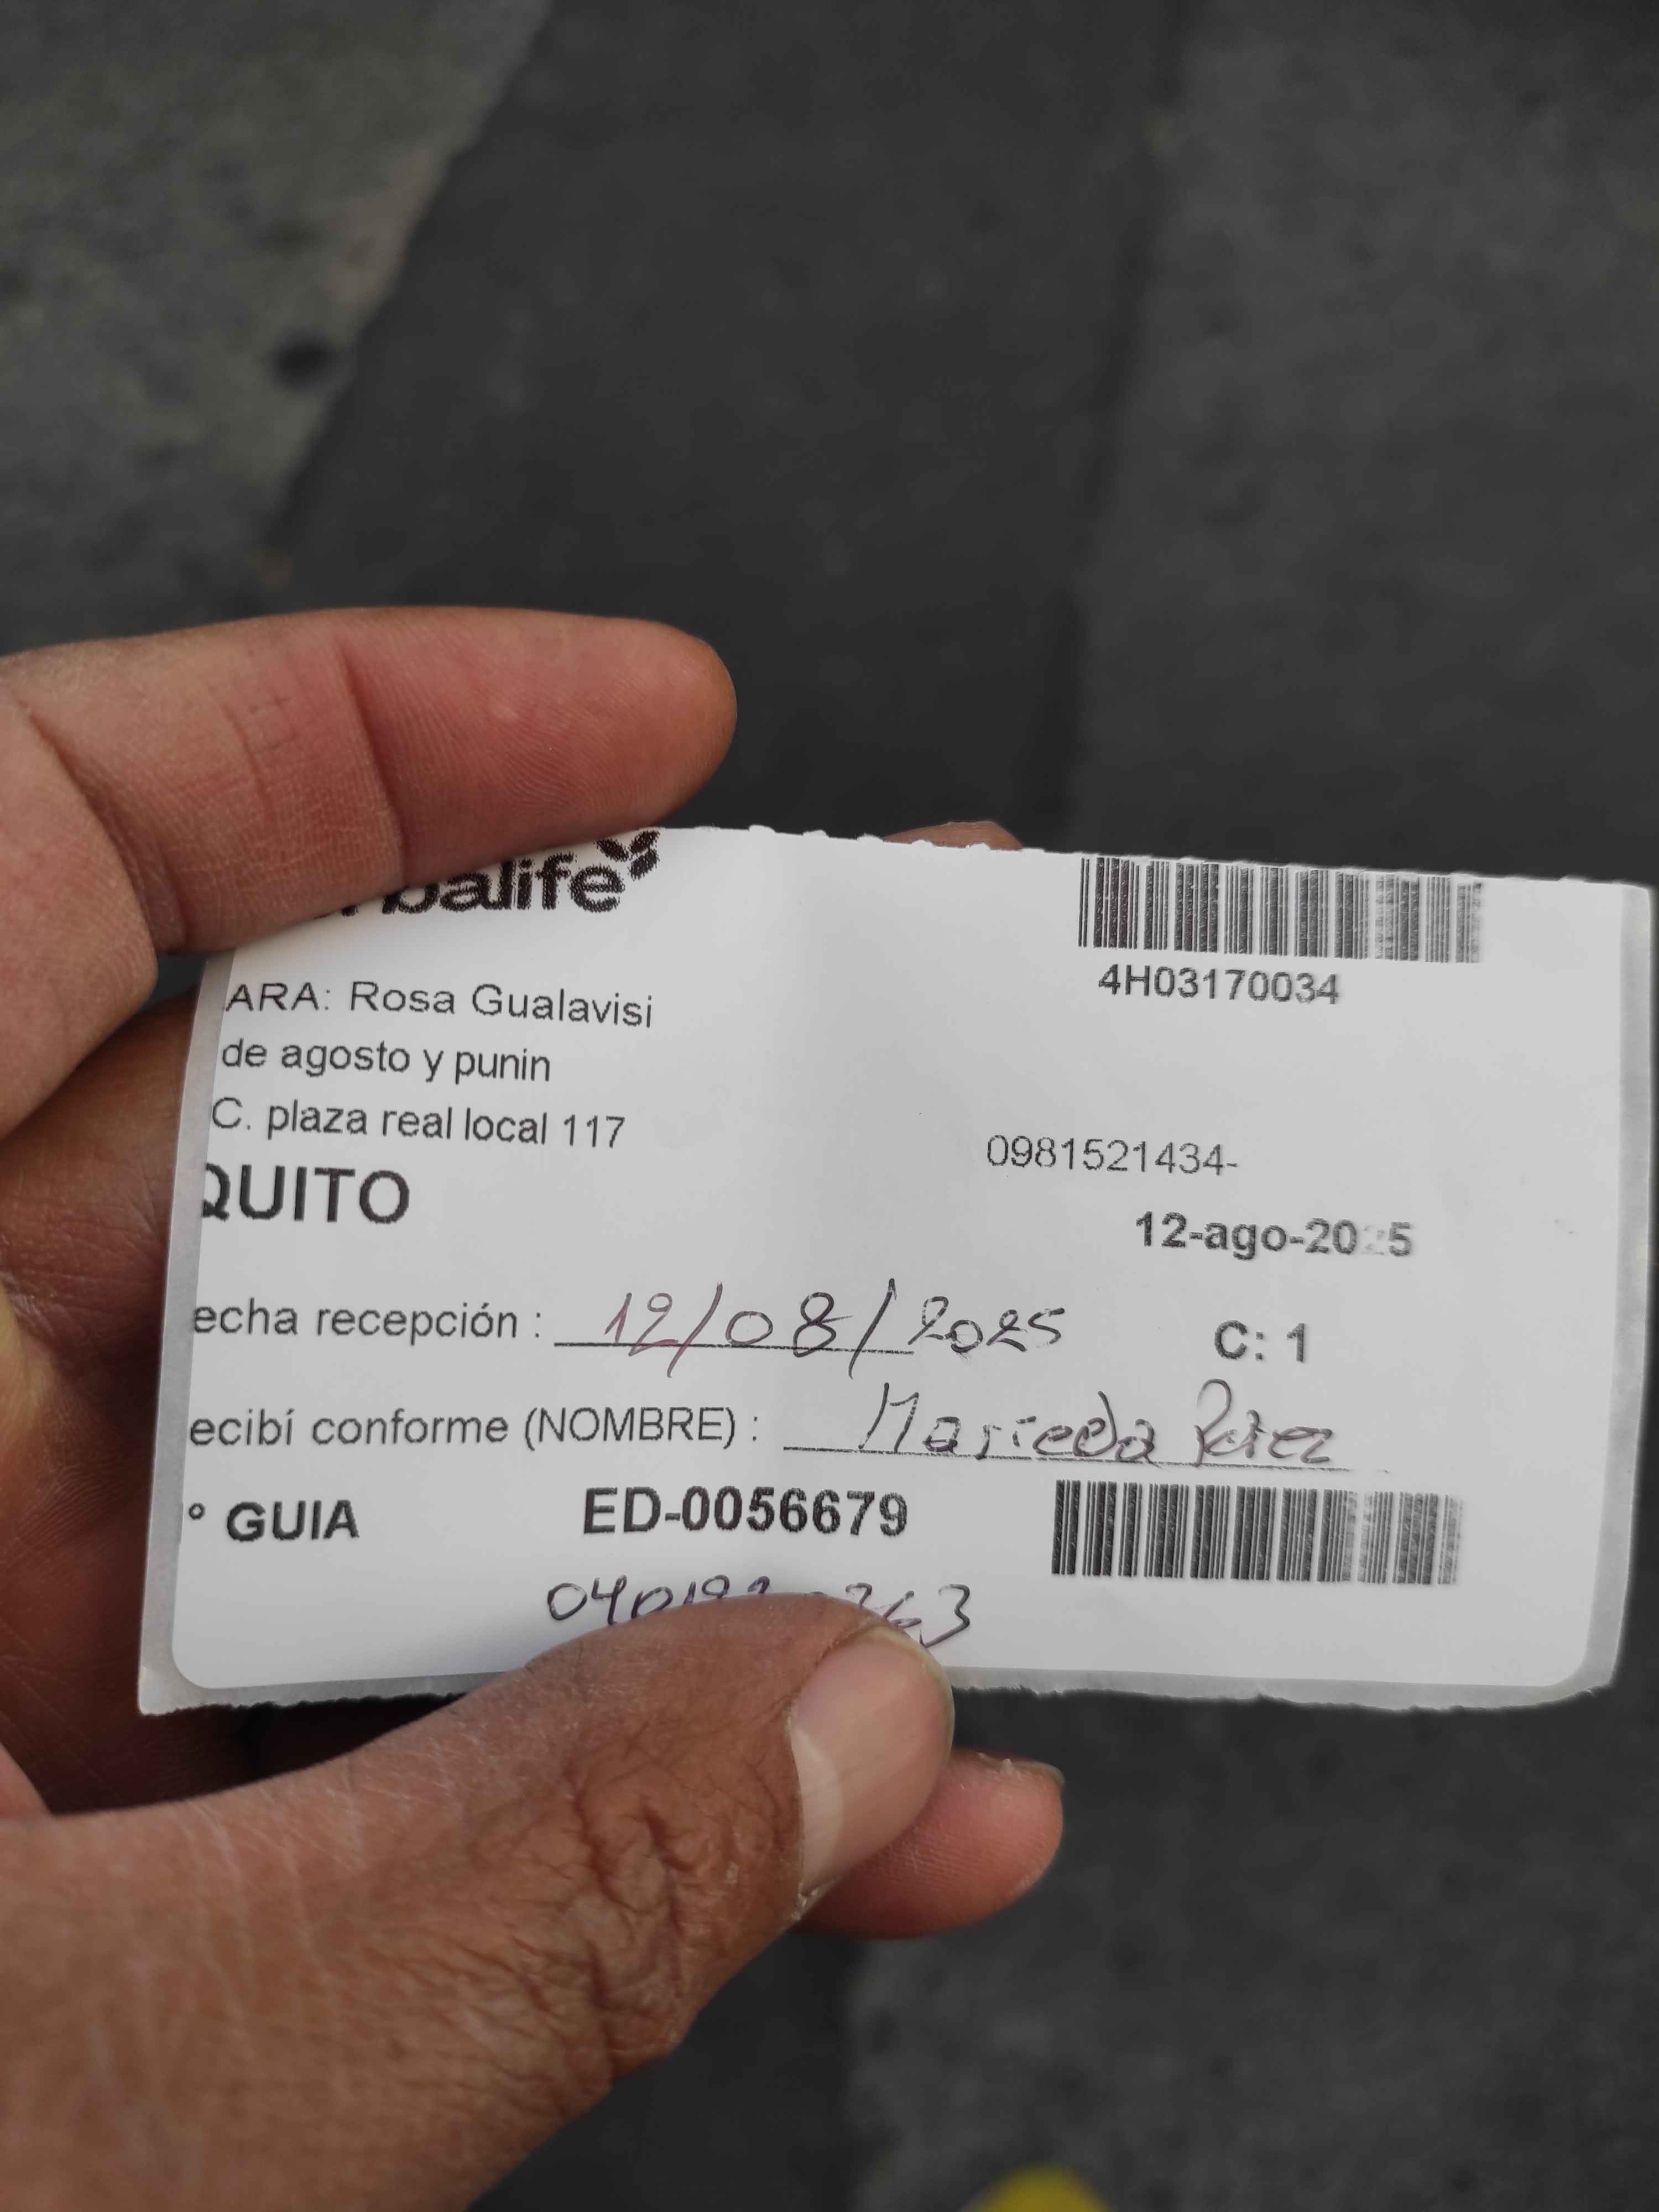 balife
ARA: Rosa Gualavisi
de agosto y punin
C. plaza real local 117
QUITO
4H03170034
0981521434-
12-ago-2025
echa recepción : 12/08/2025
C: 1
ecibí conforme (NOMBRE) : Perez
° GUIA ED-0056679